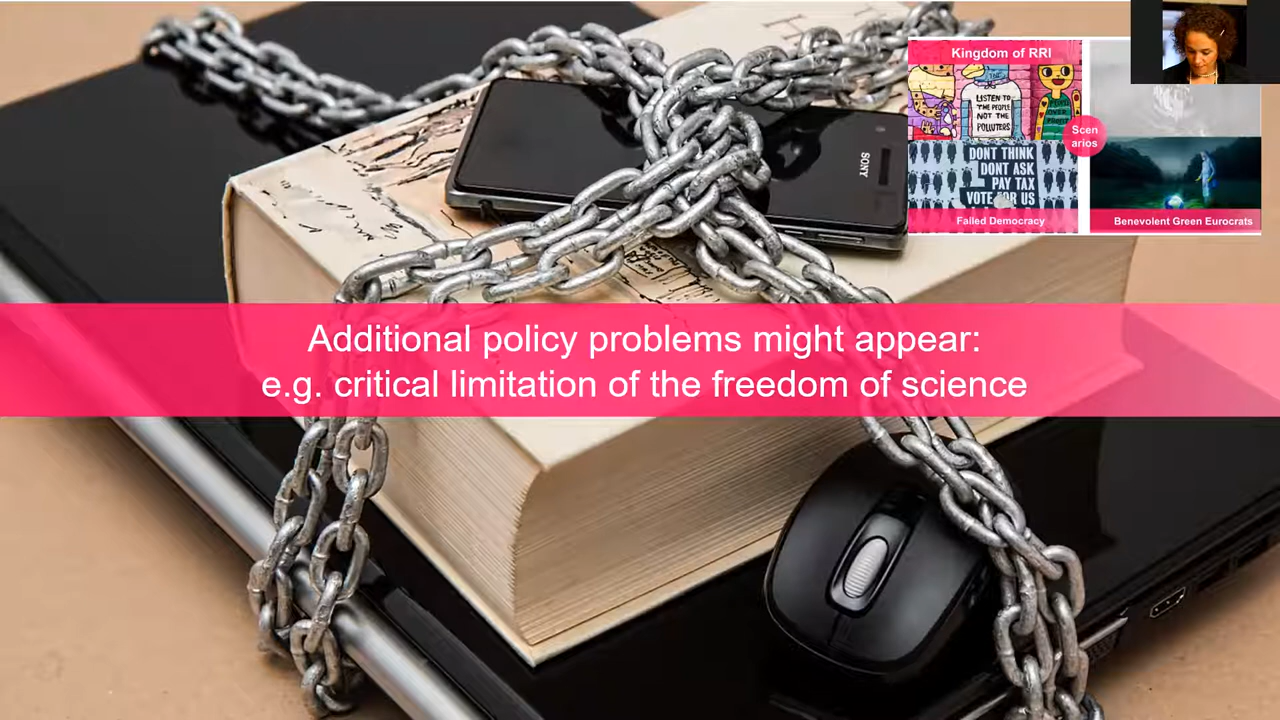 Kingdom of RRI
LISTEN TO
THE PEOPLE
NOT THE
POLLUTERS
PEOPLE
OVER
Scen
arios
DONT THINK
DONT ASK
PAY TAX
VOTE FOR US
Failed Democracy
Benevolent Green Eurocrats
SONY
Additional policy problems might appear:
e.g. critical limitation of the freedom of science